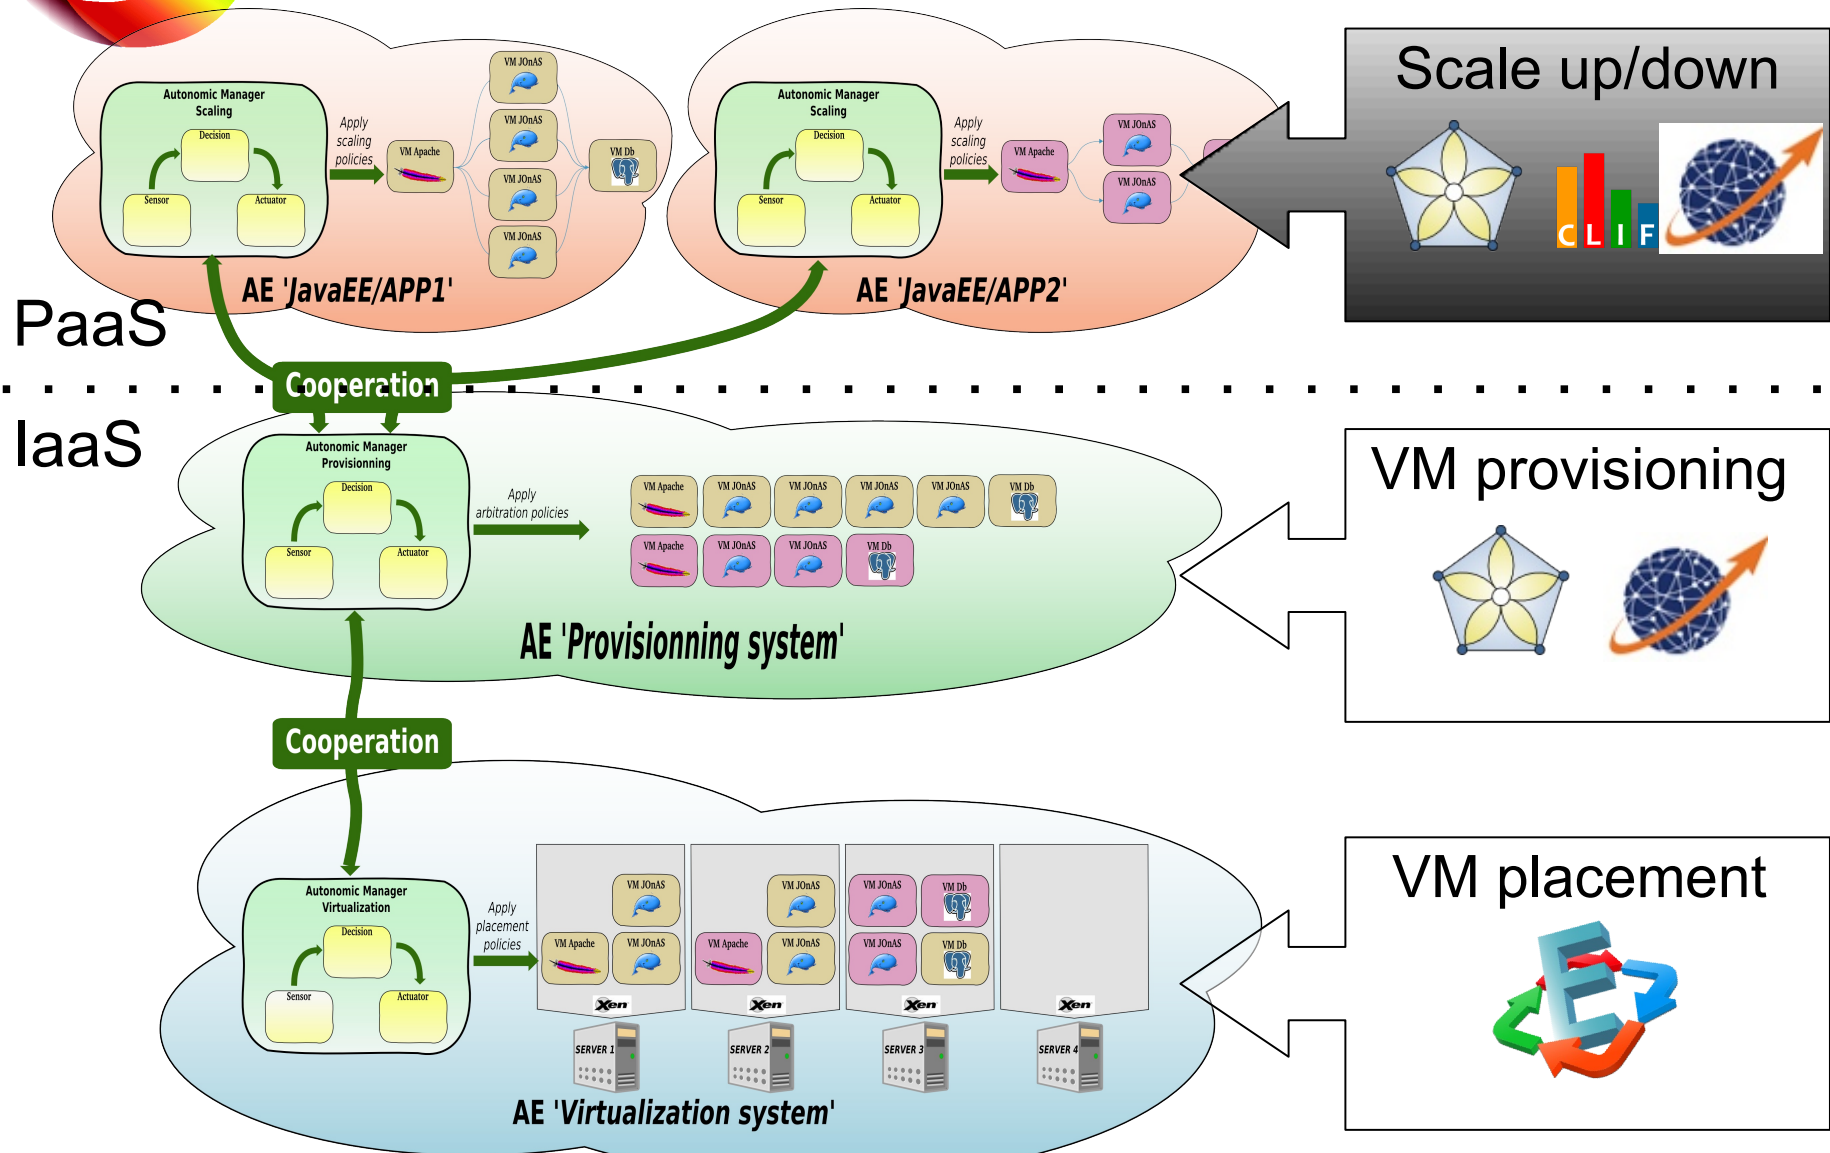 Scale up/down
Autonomic Manager
Scaling
Decision
Sensor
Actuator
Apply
scaling
policies
VM Apache
VM JOnAS
VM JOnAS
VM JOnAS
VM JOnAS
VM Db
AE 'JavaEE/APP1'
Autonomic Manager
Scaling
Decision
Sensor
Actuator
Apply
scaling
policies
VM Apache
VM JOnAS
VM JOnAS
AE 'JavaEE/APP2'
CLIF
PaaS
Cooperation
IaaS
Autonomic Manager
Provisionning
Decision
Sensor
Actuator
Apply
arbitration policies
VM Apache
VM JOnAS
VM JOnAS
VM JOnAS
VM JOnAS
VM Db
VM Apache
VM JOnAS
VM JOnAS
VM Db
AE 'Provisionning system'
VM provisioning
Cooperation
Autonomic Manager
Virtualization
Decision
Sensor
Actuator
Apply
placement
policies
VM JOnAS
VM Apache
VM JOnAS
Xen
SERVER 1
VM JOnAS
VM Apache
VM JOnAS
Xen
SERVER 2
VM JOnAS
VM Db
VM JOnAS
VM Db
Xen
SERVER 3
Xen
SERVER 4
AE 'Virtualization system'
VM placement
E